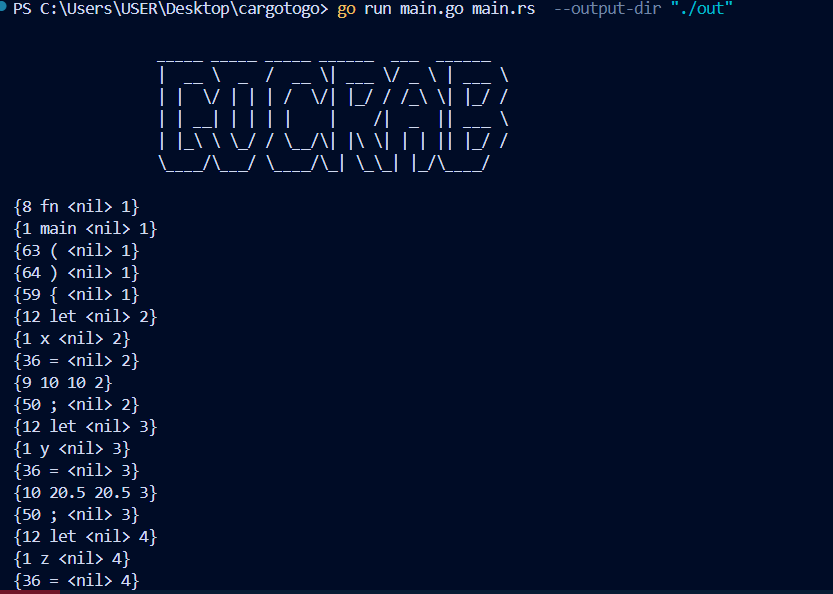 PS C:\Users\USER\Desktop\cargotogo> go run main.go main.rs  --output-dir "./out"
GOCRAB
{8 fn <nil> 1}
{1 main <nil> 1}
{63 ( <nil> 1}
{64 ) <nil> 1}
{59 { <nil> 1}
{12 let <nil> 2}
{1 x <nil> 2}
{36 = <nil> 2}
{9 10 10 2}
{50 ; <nil> 2}
{12 let <nil> 3}
{1 y <nil> 3}
{36 = <nil> 3}
{10 20.5 20.5 3}
{50 ; <nil> 3}
{12 let <nil> 4}
{1 z <nil> 4}
{36 = <nil> 4}